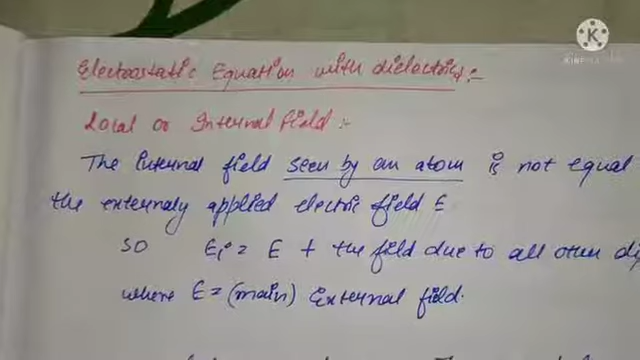 K
KINEMASTER
Electrostatic Equation with dielectrics:-
Local or Internal field:-
The Internal field seen by an atom is not equal
the externaly applied electric field E
so Ei = E + the field due to all other di
where E = (main) External field.